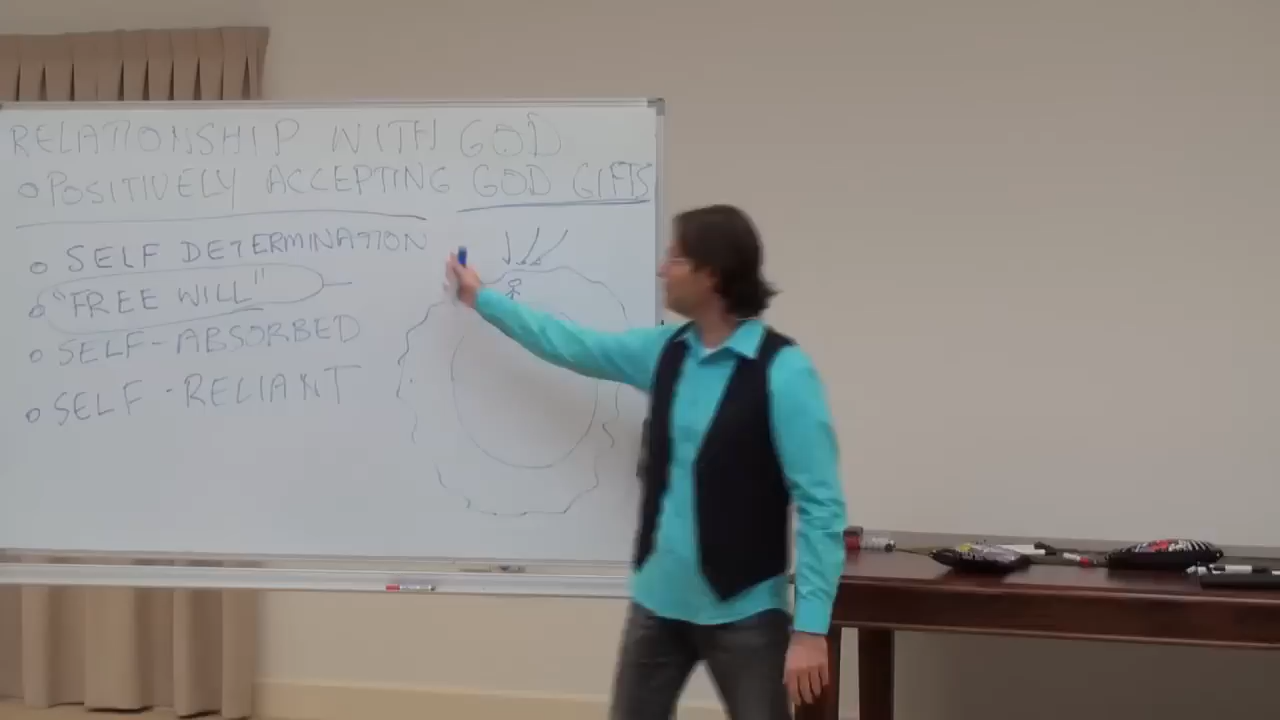 RELATIONSHIP WITH GOD
• POSITIVELY ACCEPTING GOD GIFTS
• SELF DETERMINATION
• "FREE WILL"
• SELF-ABSORBED
• SELF-RELIANT